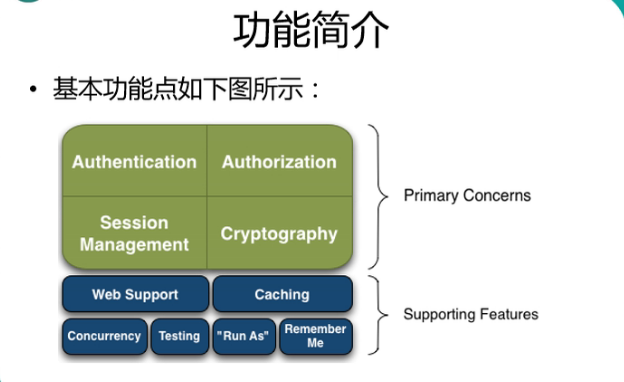 功能简介
• 基本功能点如下图所示：
Authentication
Authorization
Session
Management
Cryptography
Primary Concerns
Web Support
Caching
Concurrency
Testing
"Run As"
Remember
Me
Supporting Features